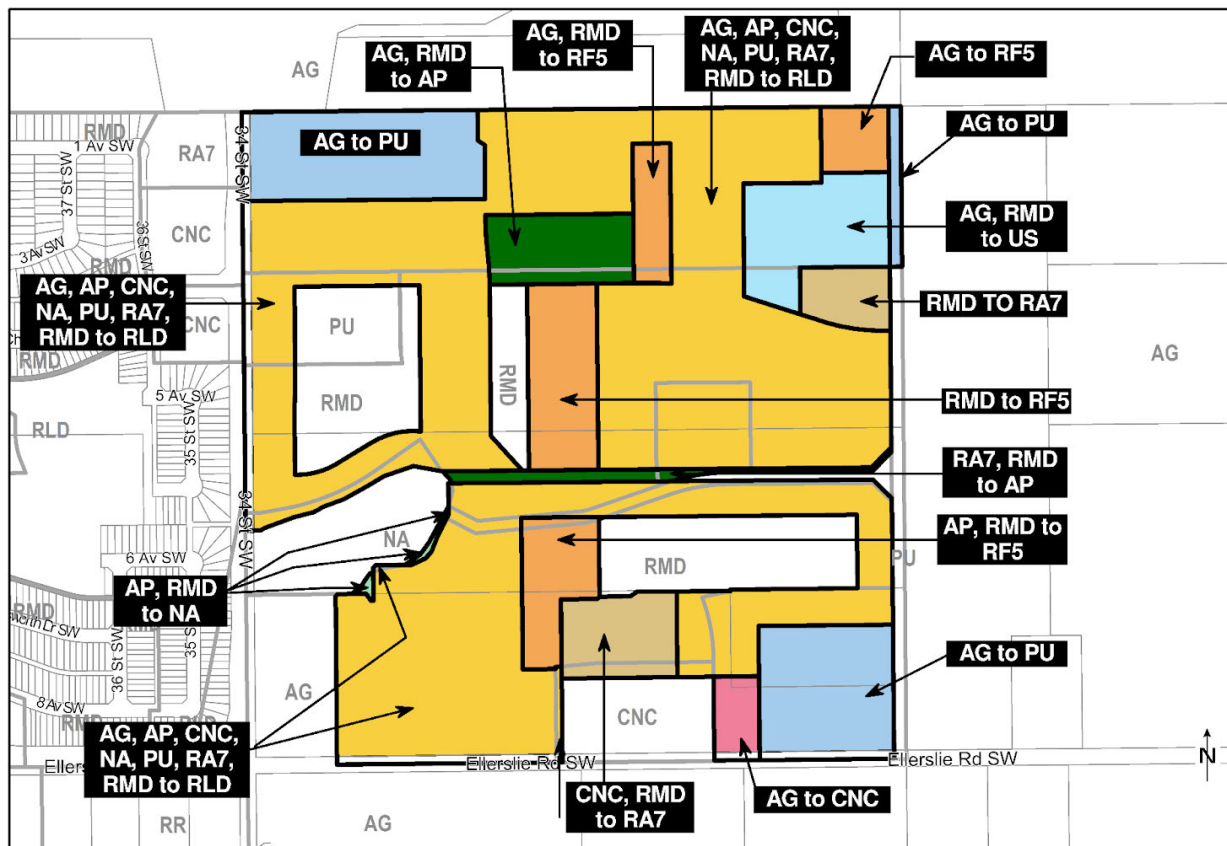 AG
AG, RMD
to AP
AG, RMD
to RF5
AG, AP, CNC,
NA, PU, RA7,
RMD to RLD
AG to RF5
RMD
1 Av SW
37 St SW
RA7
34 St SW
AG to PU
AG to PU
36 St SW
CNC
3 Av SW
RMD
AG, RMD
to US
AG, AP, CNC,
NA, PU, RA7,
RMD to RLD
CNC
PU
RMD TO RA7
RMD
AG
RMD
RMD
5 Av SW
35 St SW
RLD
RMD to RF5
RA7, RMD
to AP
34 St SW
NA
AP, RMD to
RF5
6 Av SW
RMD
PU
AP, RMD
to NA
RMD
RMD
Dr SW
36 St SW
35 St
AG to PU
8 Av SW
AG
RMD
CNC
AG, AP, CNC,
NA, PU, RA7,
RMD to RLD
Ellerslie Rd SW
Ellerslie Rd SW
N
CNC, RMD
to RA7
AG to CNC
RR
AG